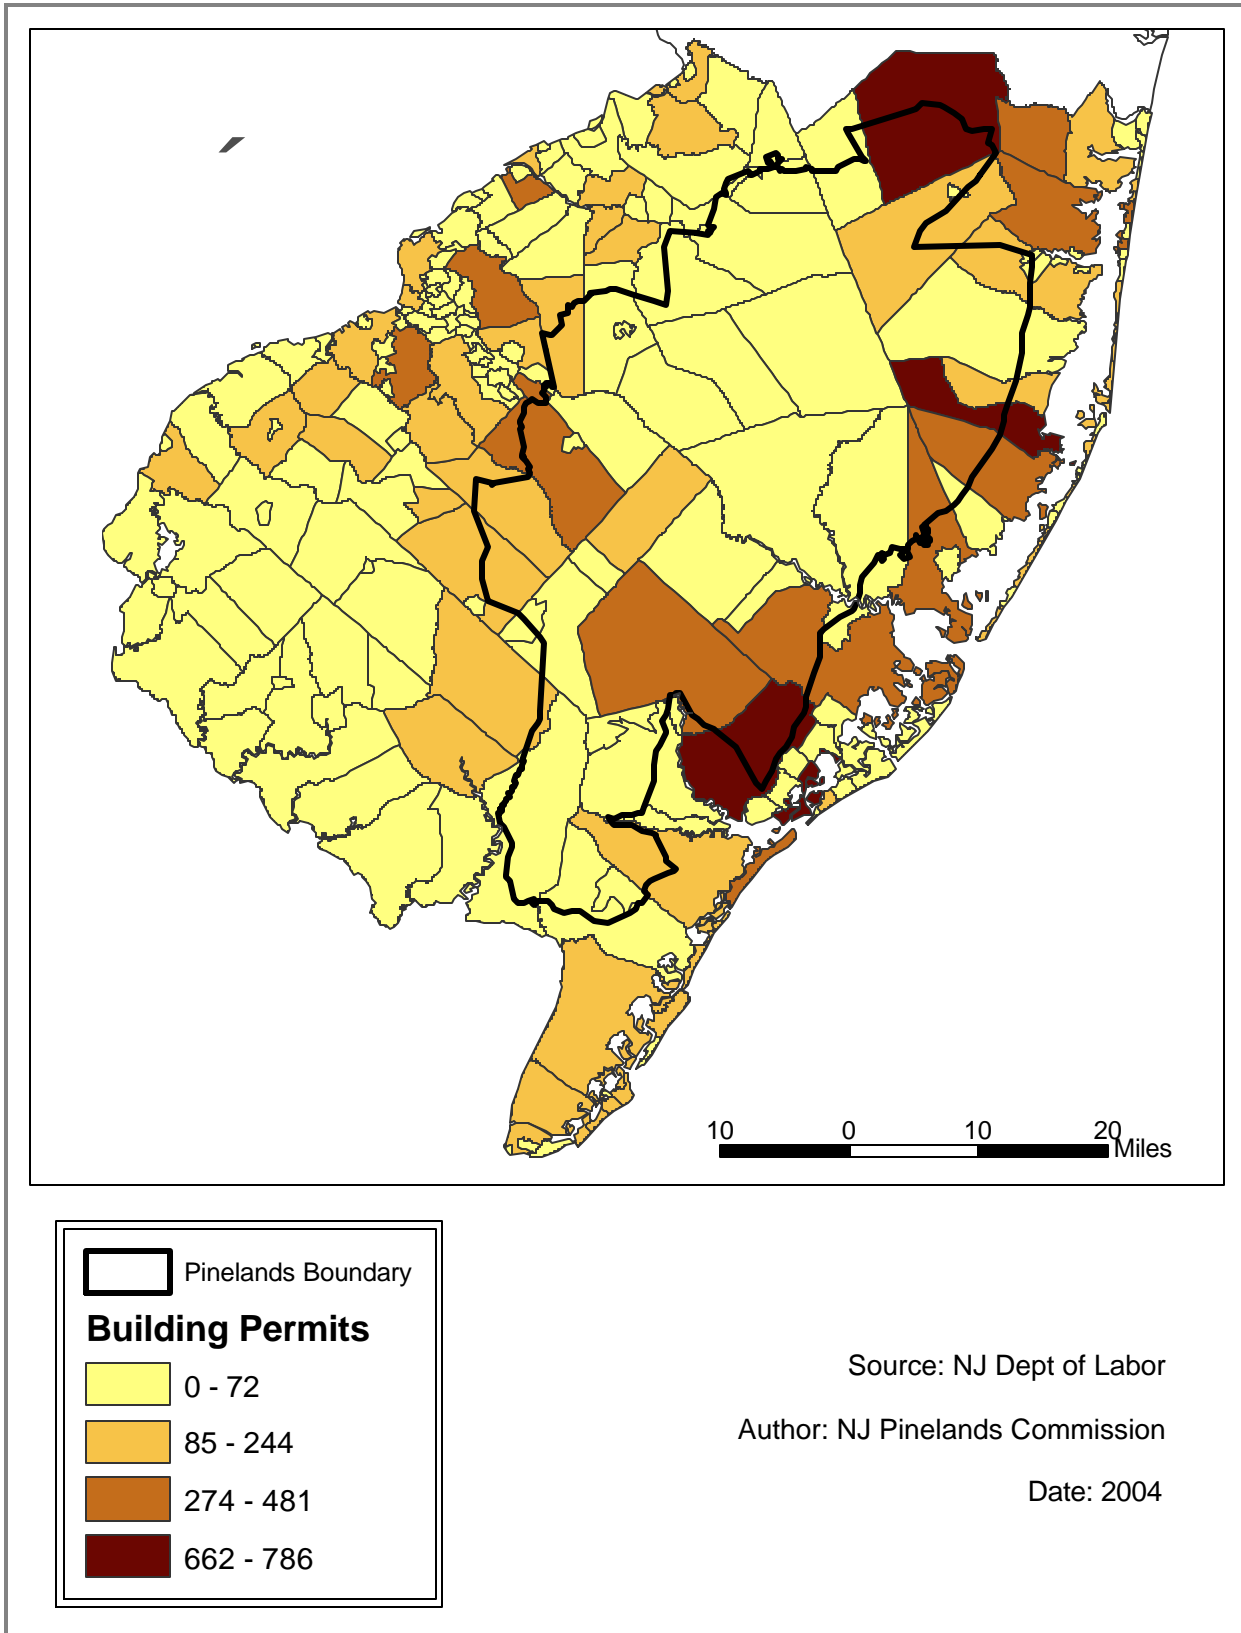 10 0 10 20
Miles
Pinelands Boundary
Building Permits
0 - 72
85 - 244
274 - 481
662 - 786
Source: NJ Dept of Labor
Author: NJ Pinelands Commission
Date: 2004